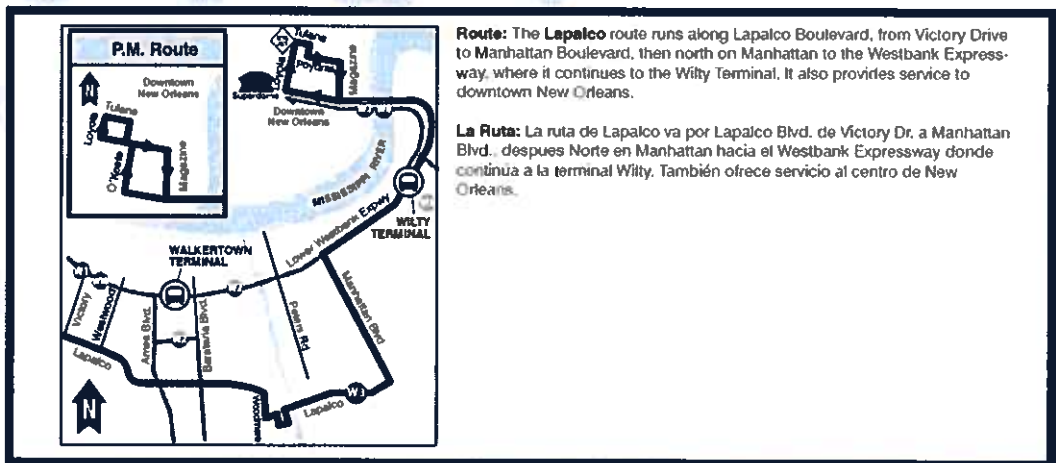 P.M. Route
N
Downtown
New Orleans
Tulane
Loyola
O'Keefe
Magazine
Tulane
Loyola
Poydras
Magazine
Superdome
Downtown
New Orleans
MISSISSIPPI RIVER
WILTY
TERMINAL
Lower Westbank Expwy
WALKERTOWN
TERMINAL
Victory
Westwood
Ames Blvd.
Barataria Blvd.
Peters Rd
Manhattan Blvd
Lapalco
Woodmere
Lapalco
N
Route: The Lapalco route runs along Lapalco Boulevard, from Victory Drive
to Manhattan Boulevard, then north on Manhattan to the Westbank Express-
way, where it continues to the Wilty Terminal. It also provides service to
downtown New Orleans.
La Ruta: La ruta de Lapalco va por Lapalco Blvd. de Victory Dr. a Manhattan
Blvd., despues Norte en Manhattan hacia el Westbank Expressway donde
continua a la terminal Wilty. También ofrece servicio al centro de New
Orleans.